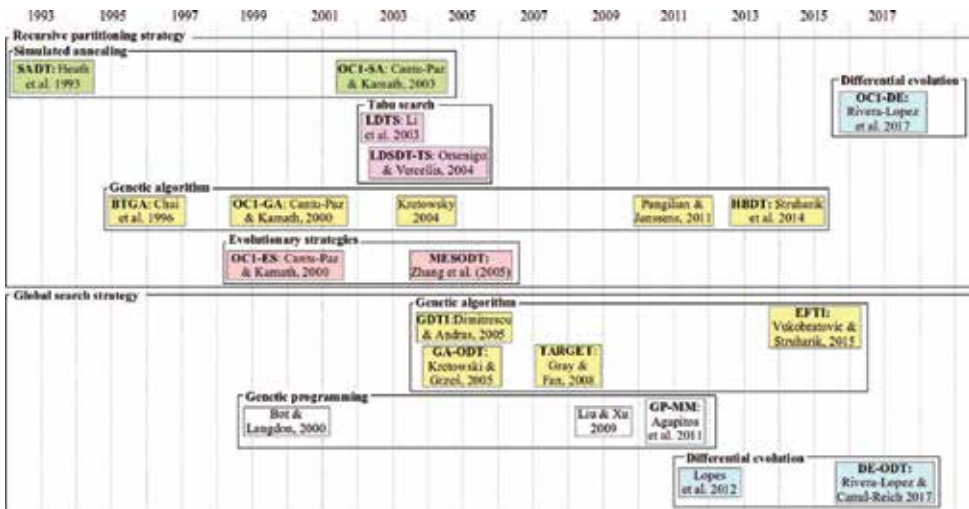 1993 1995 1997 1999 2001 2003 2005 2007 2009 2011 2013 2015 2017
Recursive partitioning strategy
Simulated annealing
SADT: Heath
et al. 1993
OC1-SA: Cantu-Paz
& Kamath, 2003
Differential evolution
OC1-DE:
Rivera-Lopez
et al. 2017
Tabu search
LDTS: Li
et al. 2003
LDSDT-TS: Orsenigo
& Vercellis, 2004
Genetic algorithm
BTGA: Chai
et al. 1996
OC1-GA: Cantu-Paz
& Kamath, 2000
Kretowsky
2004
Pangilian &
Janssens, 2011
HBDT: Struharik
et al. 2014
Evolutionary strategies
OC1-ES: Cantu-Paz
& Kamath, 2000
MESODT:
Zhang et al. (2005)
Global search strategy
Genetic algorithm
GDTI:Dimitrescu
& Andras, 2005
GA-ODT:
Kretowski &
Grześ, 2005
TARGET:
Gray &
Fan, 2008
EFTI:
Vukobratovic &
Struharik, 2015
Genetic programming
Bot &
Langdon, 2000
Liu & Xu
2009
GP-MM:
Agapitos
et al. 2011
Differential evolution
Lopes
et al. 2012
DE-ODT:
Rivera-Lopez &
Canul-Reich 2017